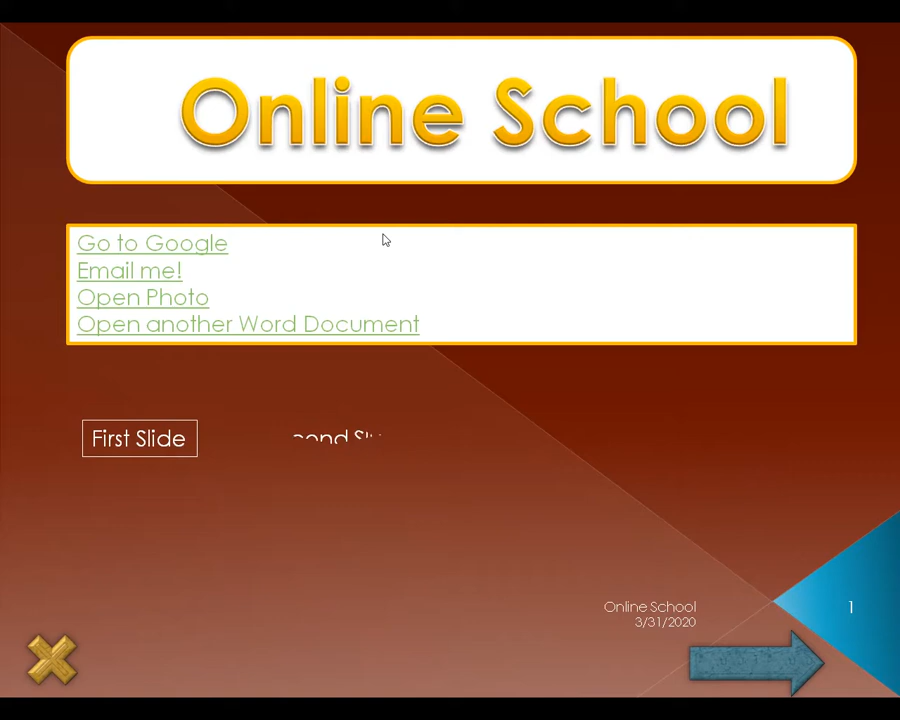 Online School
Go to Google
Email me!
Open Photo
Open another Word Document
First Slide
Online School
3/31/2020
1